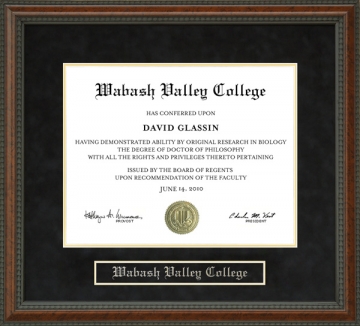 Wabash Valley College
HAS CONFERRED UPON
DAVID GLASSIN
HAVING DEMONSTRATED ABILITY BY ORIGINAL RESEARCH IN BIOLOGY
THE DEGREE OF DOCTOR OF PHILOSOPHY
WITH ALL THE RIGHTS AND PRIVILEGES THERETO PERTAINING
ISSUED BY THE BOARD OF REGENTS
UPON RECOMMENDATION OF THE FACULTY
JUNE 14, 2010
PROVOST
PRESIDENT
Wabash Valley College